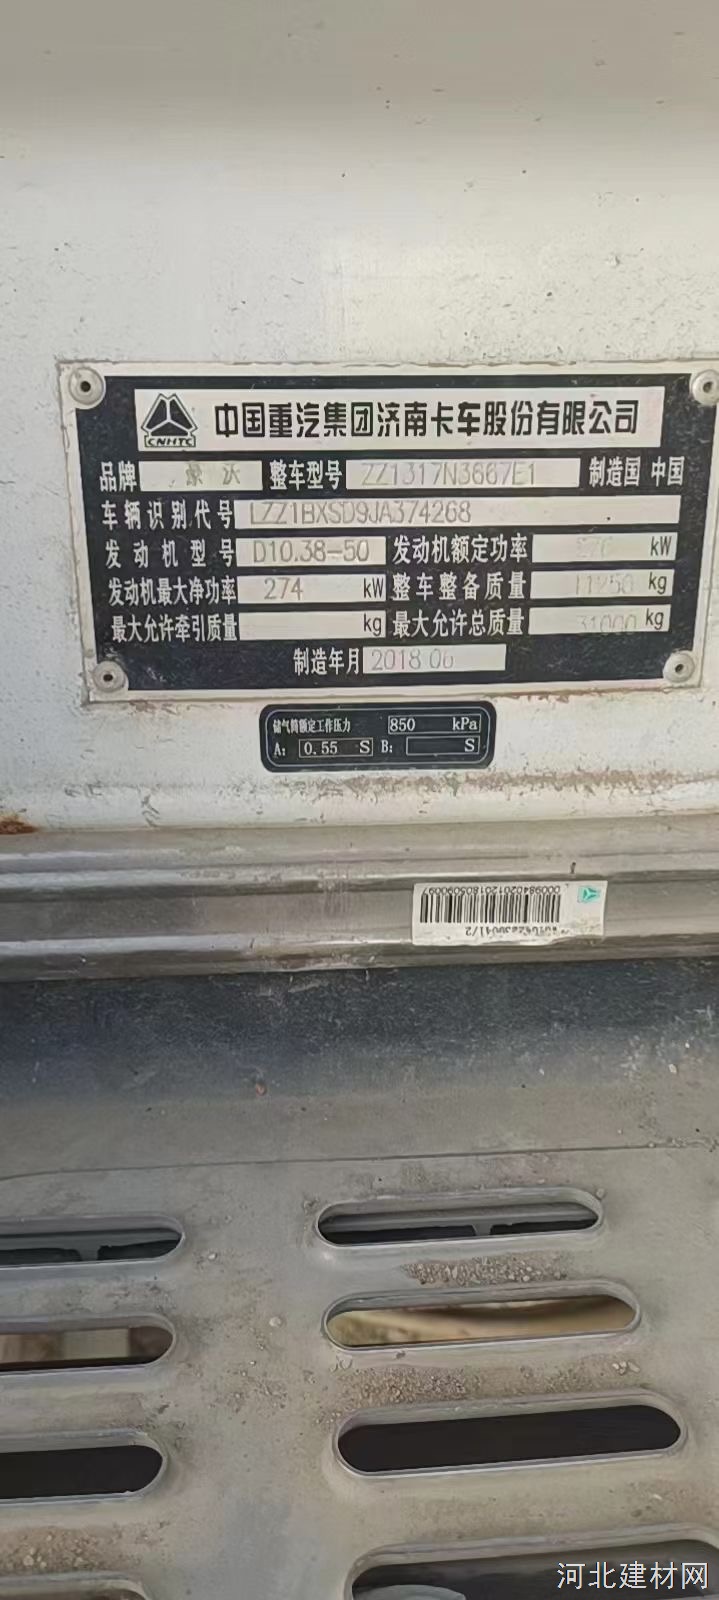 CNHTC 中国重汽集团济南卡车股份有限公司
品牌 豪沃 整车型号 ZZ1317N3667E1 制造国 中国
车辆识别代号 LZZ1BXSD9JA374268
发动机型号 D10.38-50 发动机额定功率 276 kW
发动机最大净功率 274 kW 整车整备质量 11250 kg
最大允许牵引质量 kg 最大允许总质量 31000 kg
制造年月 2018 06
储气筒额定工作压力 850 kPa
A: 0.55 S B: S
00098402012018050909097
河北建材网